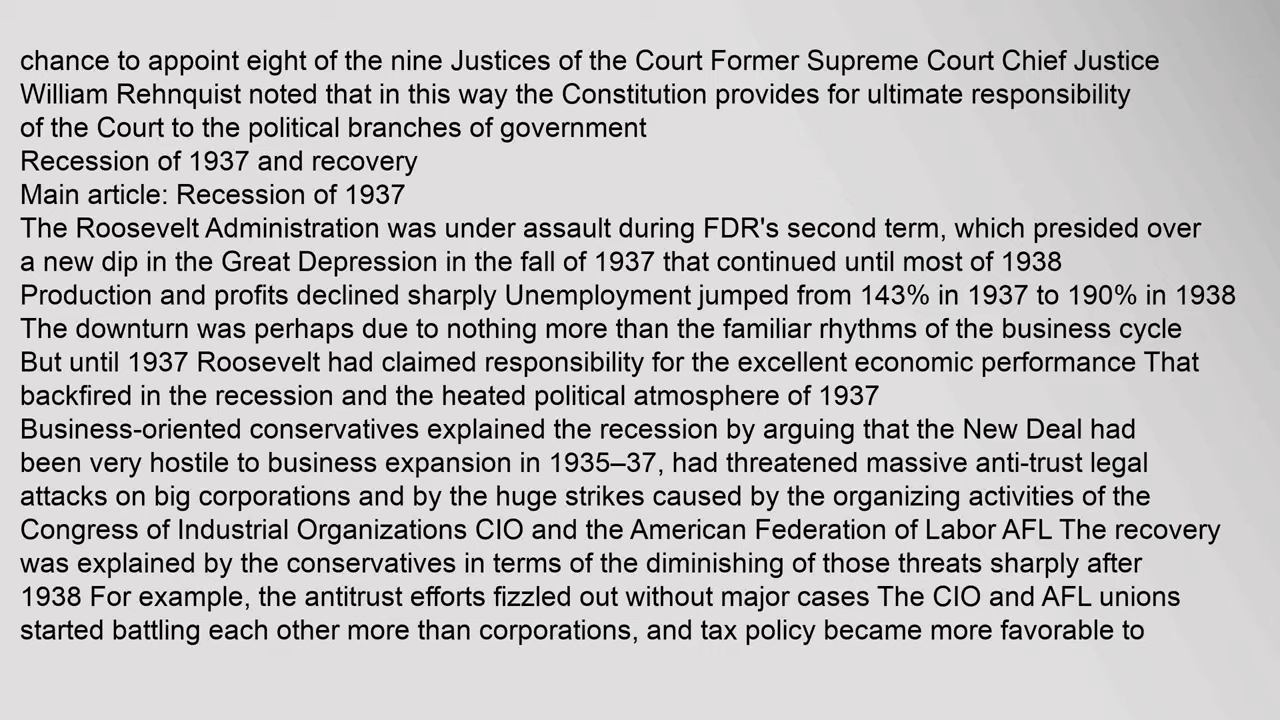 chance to appoint eight of the nine Justices of the Court Former Supreme Court Chief Justice
William Rehnquist noted that in this way the Constitution provides for ultimate responsibility
of the Court to the political branches of government
Recession of 1937 and recovery
Main article: Recession of 1937
The Roosevelt Administration was under assault during FDR's second term, which presided over
a new dip in the Great Depression in the fall of 1937 that continued until most of 1938
Production and profits declined sharply Unemployment jumped from 143% in 1937 to 190% in 1938
The downturn was perhaps due to nothing more than the familiar rhythms of the business cycle
But until 1937 Roosevelt had claimed responsibility for the excellent economic performance That
backfired in the recession and the heated political atmosphere of 1937
Business-oriented conservatives explained the recession by arguing that the New Deal had
been very hostile to business expansion in 1935–37, had threatened massive anti-trust legal
attacks on big corporations and by the huge strikes caused by the organizing activities of the
Congress of Industrial Organizations CIO and the American Federation of Labor AFL The recovery
was explained by the conservatives in terms of the diminishing of those threats sharply after
1938 For example, the antitrust efforts fizzled out without major cases The CIO and AFL unions
started battling each other more than corporations, and tax policy became more favorable to